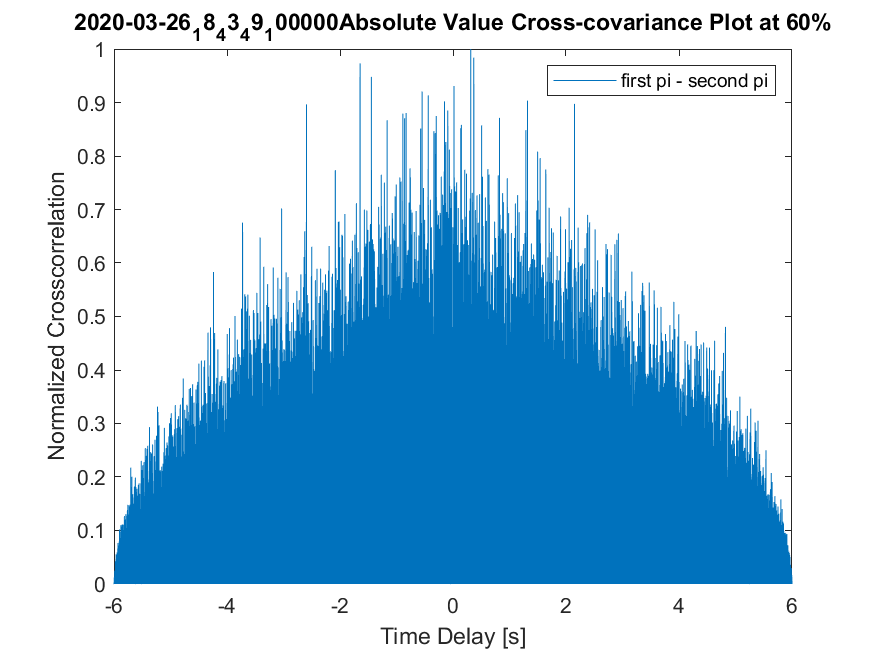 2020-03-26₁8₄3₄9₁00000Absolute Value Cross-covariance Plot at 60%
first pi - second pi
1
0.9
0.8
0.7
0.6
0.5
0.4
0.3
0.2
0.1
0
Normalized Crosscorrelation
-6 -4 -2 0 2 4 6
Time Delay [s]